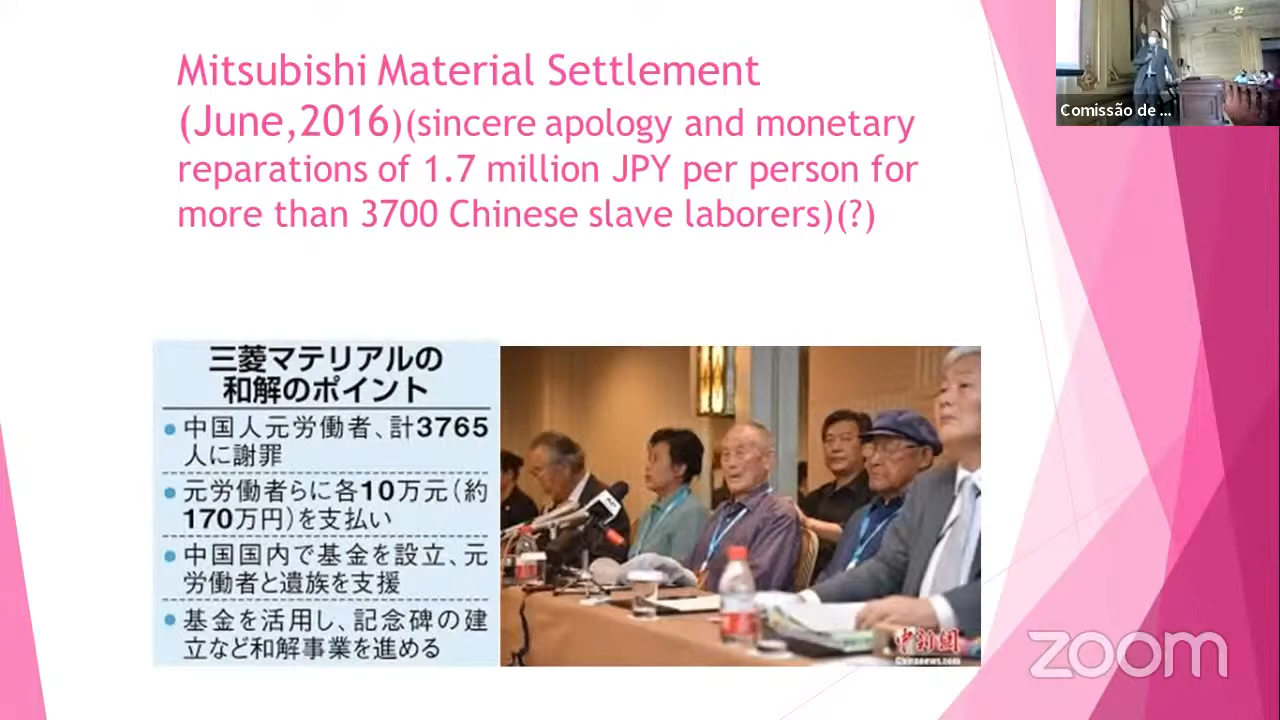 Mitsubishi Material Settlement
(June,2016)(sincere apology and monetary
reparations of 1.7 million JPY per person for
more than 3700 Chinese slave laborers)(?)
Comissão de ...
三菱マテリアルの
和解のポイント
● 中国人元労働者、計3765
人に謝罪
● 元労働者らに各10万元(約
170万円)を支払い
● 中国国内で基金を設立、元
労働者と遺族を支援
● 基金を活用し、記念碑の建
立など和解事業を進める
中新网
Chinanews.com
zoom